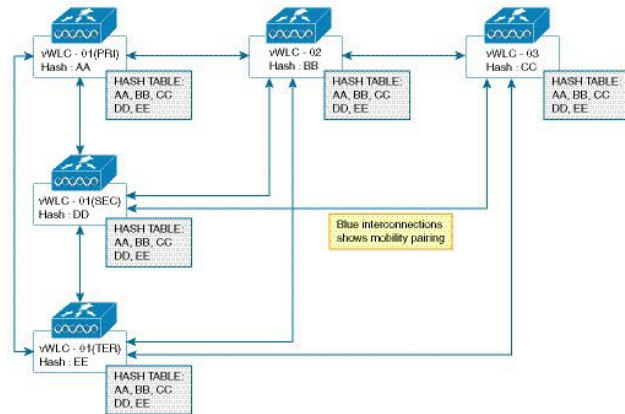 vWLC - 01(PRI)
Hash : AA
HASH TABLE:
AA, BB, CC
DD, EE
vWLC - 02
Hash : BB
HASH TABLE:
AA, BB, CC
DD, EE
vWLC - 03
Hash : CC
HASH TABLE:
AA, BB, CC
DD, EE
vWLC - 01(SEC)
Hash : DD
HASH TABLE:
AA, BB, CC
DD, EE
Blue interconnections
shows mobility pairing
vWLC - 01(TER)
Hash : EE
HASH TABLE:
AA, BB, CC
DD, EE